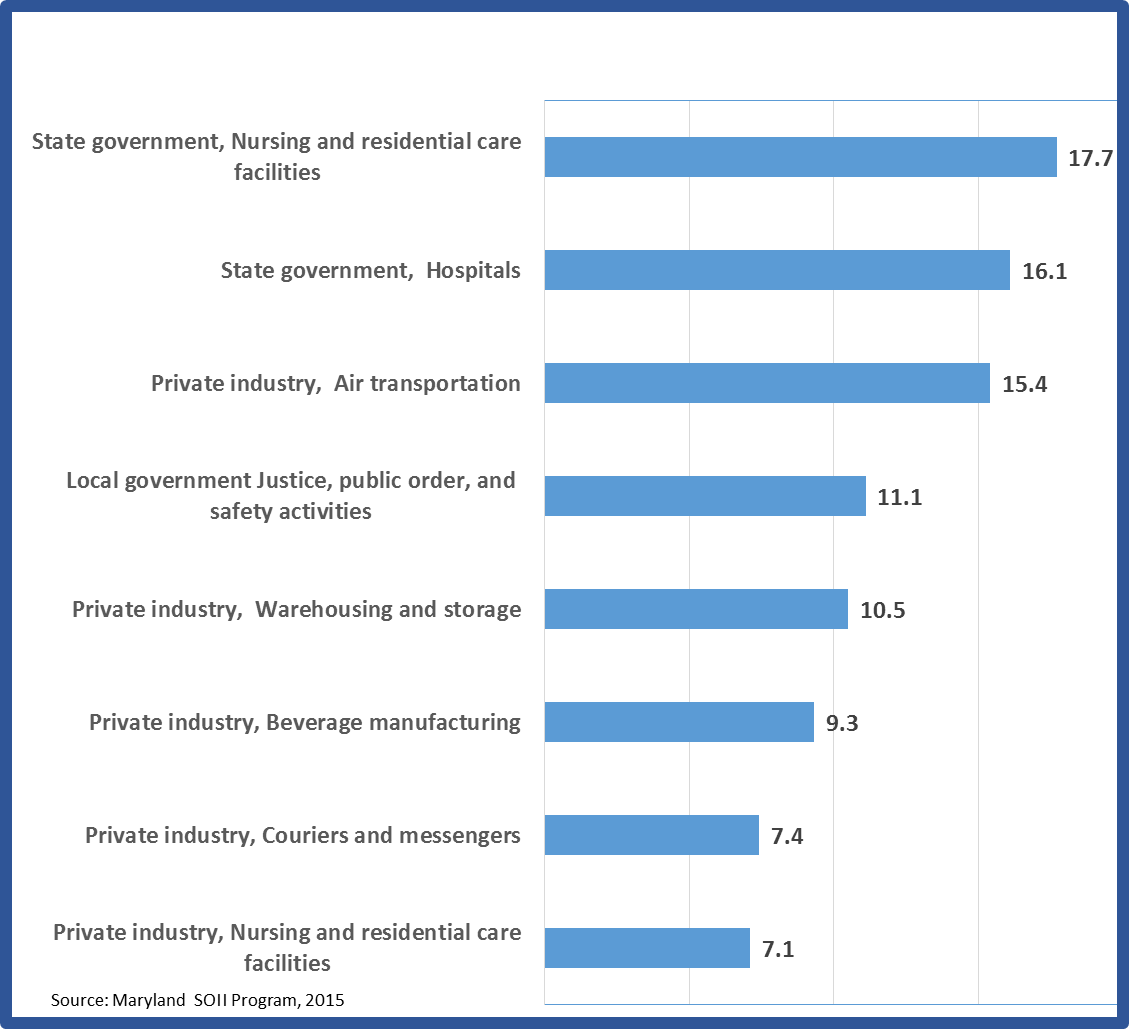 State government, Nursing and residential care
facilities
17.7
State government,  Hospitals
16.1
Private industry,  Air transportation
15.4
Local government Justice, public order, and
safety activities
11.1
Private industry,  Warehousing and storage
10.5
Private industry, Beverage manufacturing
9.3
Private industry, Couriers and messengers
7.4
Private industry, Nursing and residential care
facilities
7.1
Source: Maryland  SOII Program, 2015